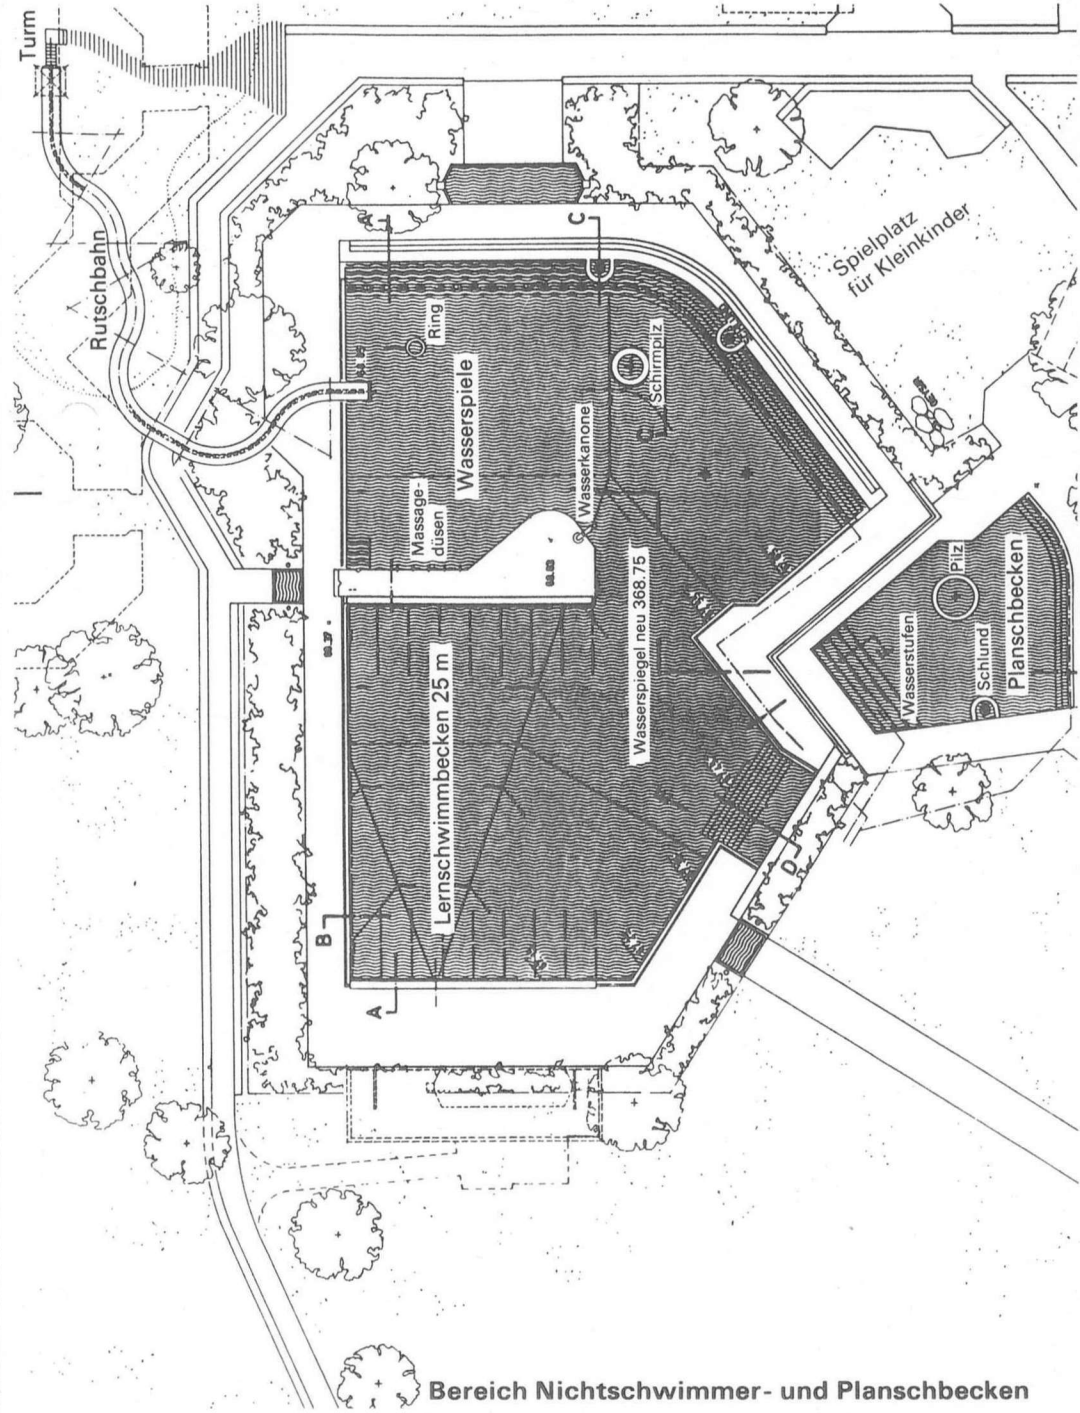 Turm
Rutschbahn
Spielplatz
für Kleinkinder
A
C
Ring
Schirmpilz
Wasserspiele
Wasserkanone
Massage-
düsen
Wasserspiegel neu 368.75
Lernschwimmbecken 25 m
Pilz
Planschbecken
Wasserstufen
Schlund
B
A
D
Bereich Nichtschwimmer- und Planschbecken